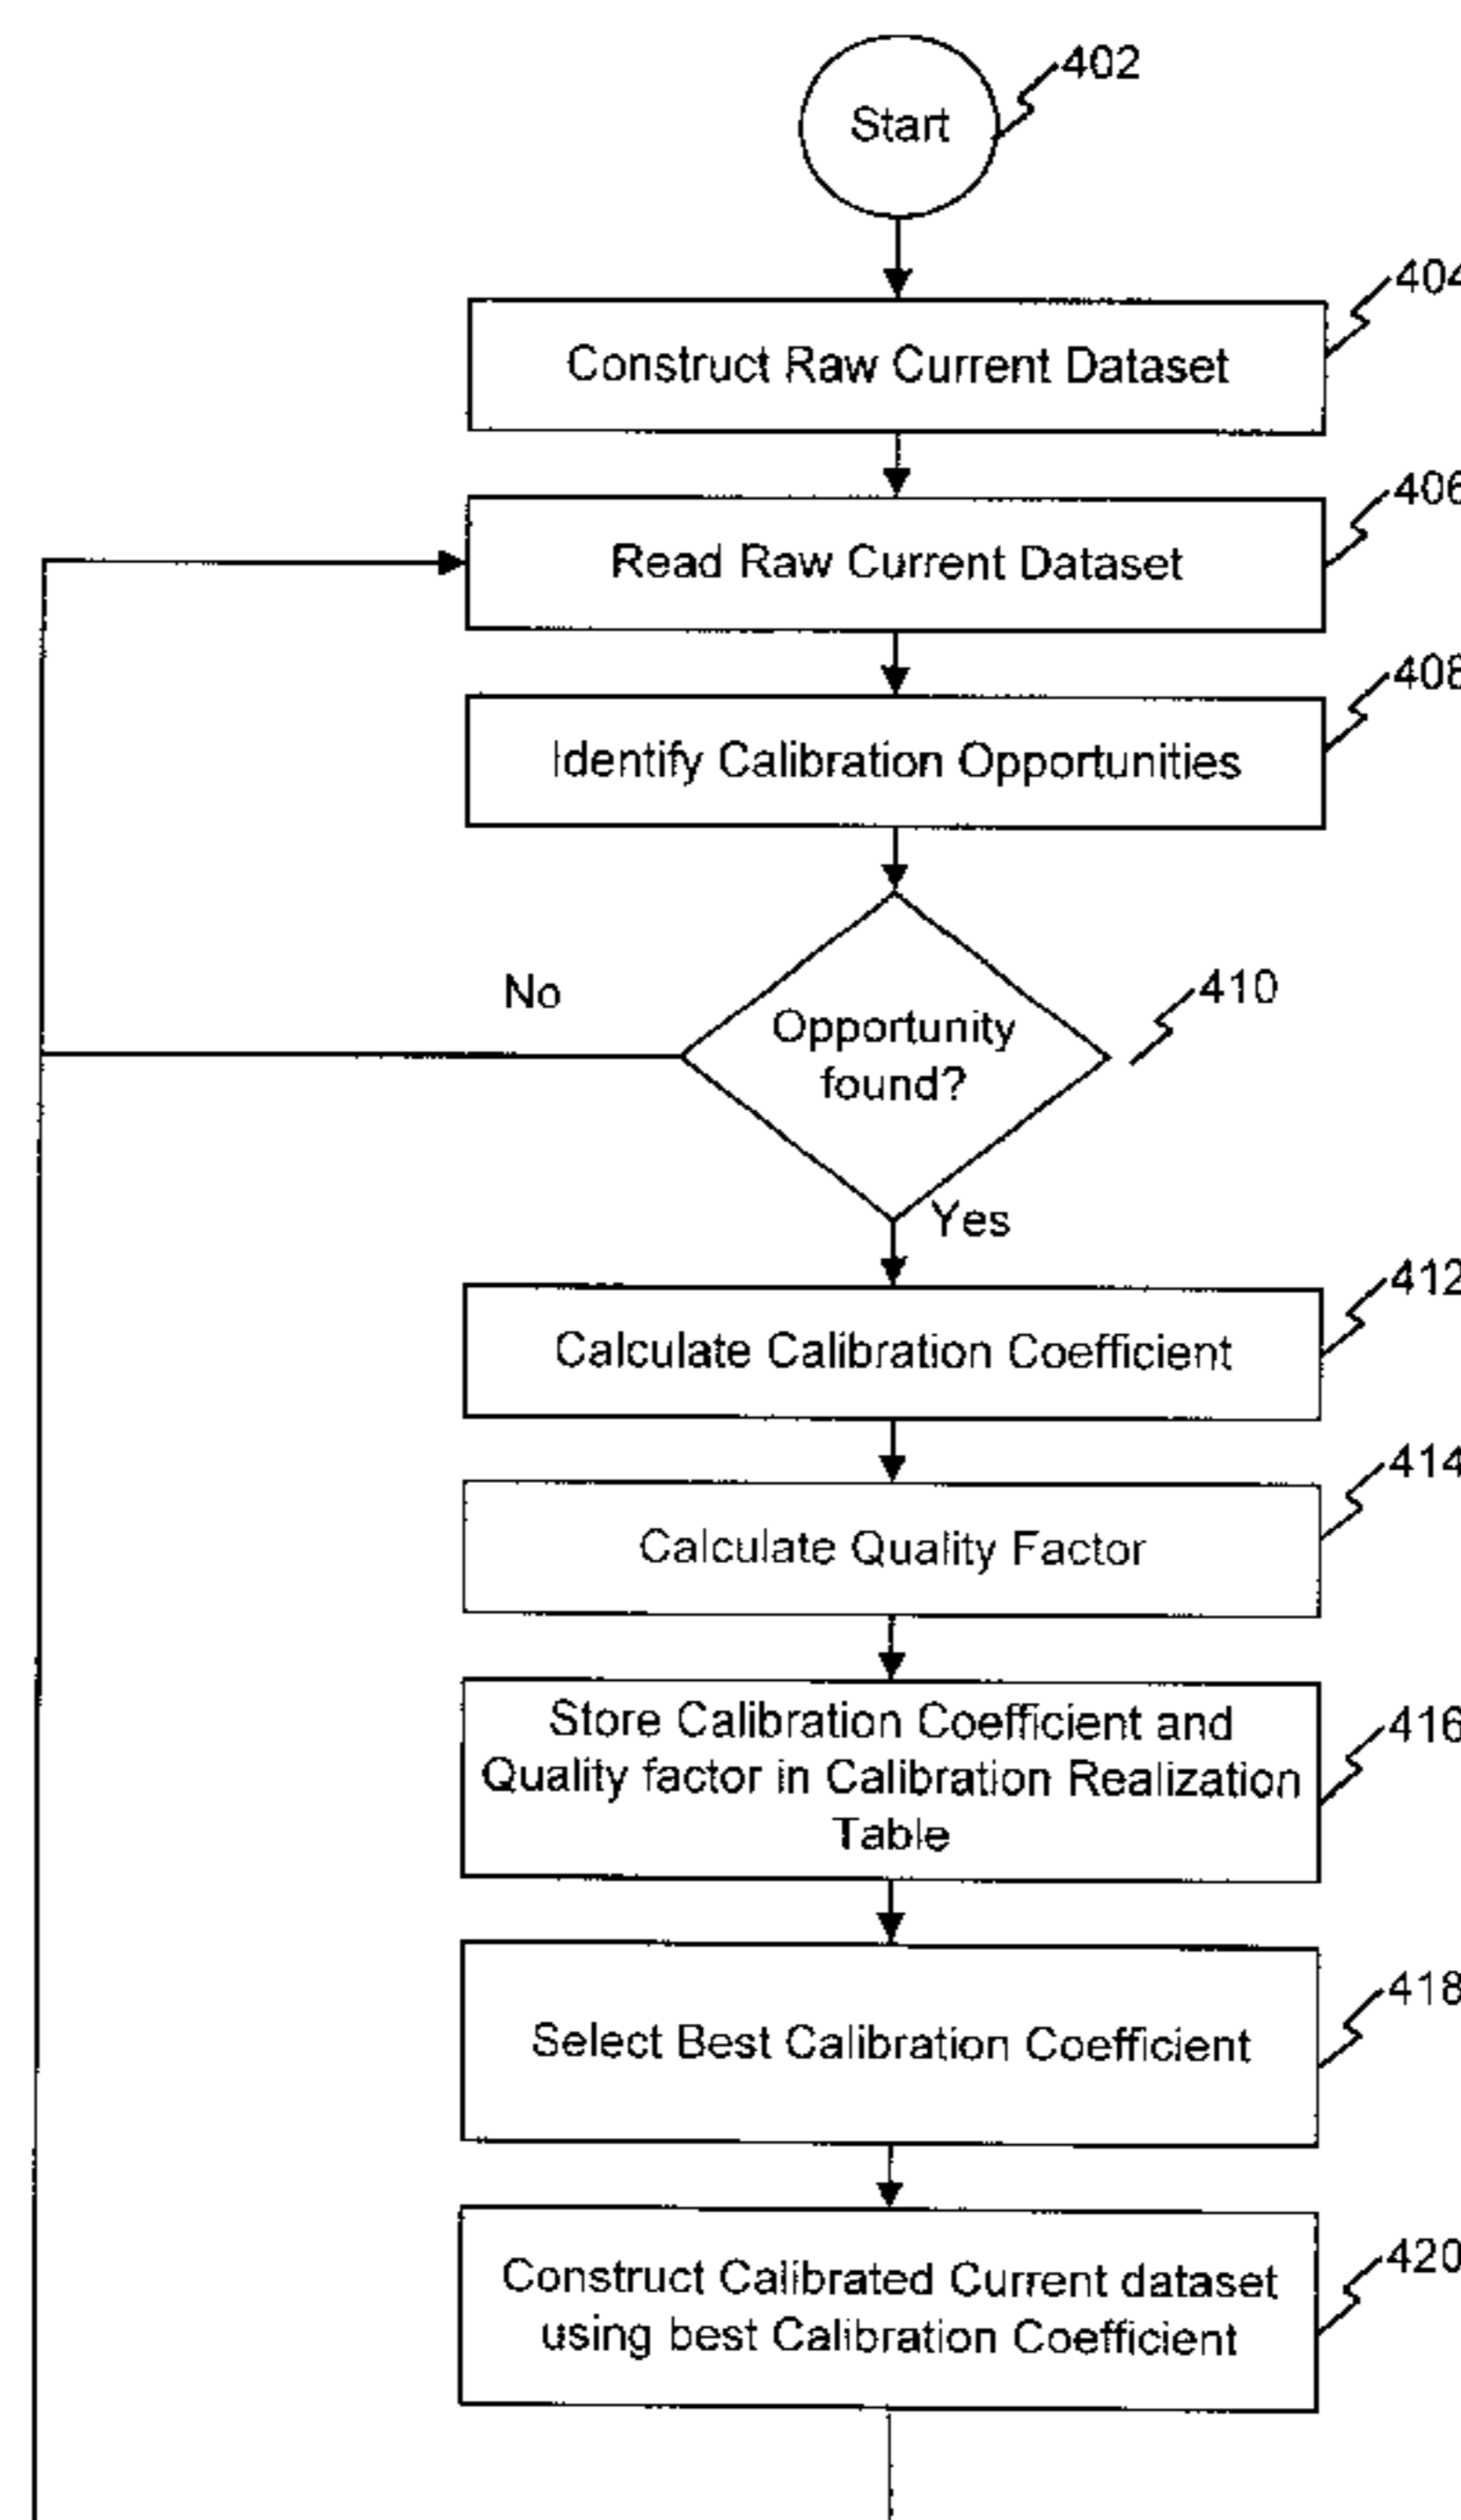 Start
402
Construct Raw Current Dataset
404
Read Raw Current Dataset
406
Identify Calibration Opportunities
408
No
Opportunity
found?
410
Yes
Calculate Calibration Coefficient
412
Calculate Quality Factor
414
Store Calibration Coefficient and
Quality factor in Calibration Realization
Table
416
Select Best Calibration Coefficient
418
Construct Calibrated Current dataset
using best Calibration Coefficient
420